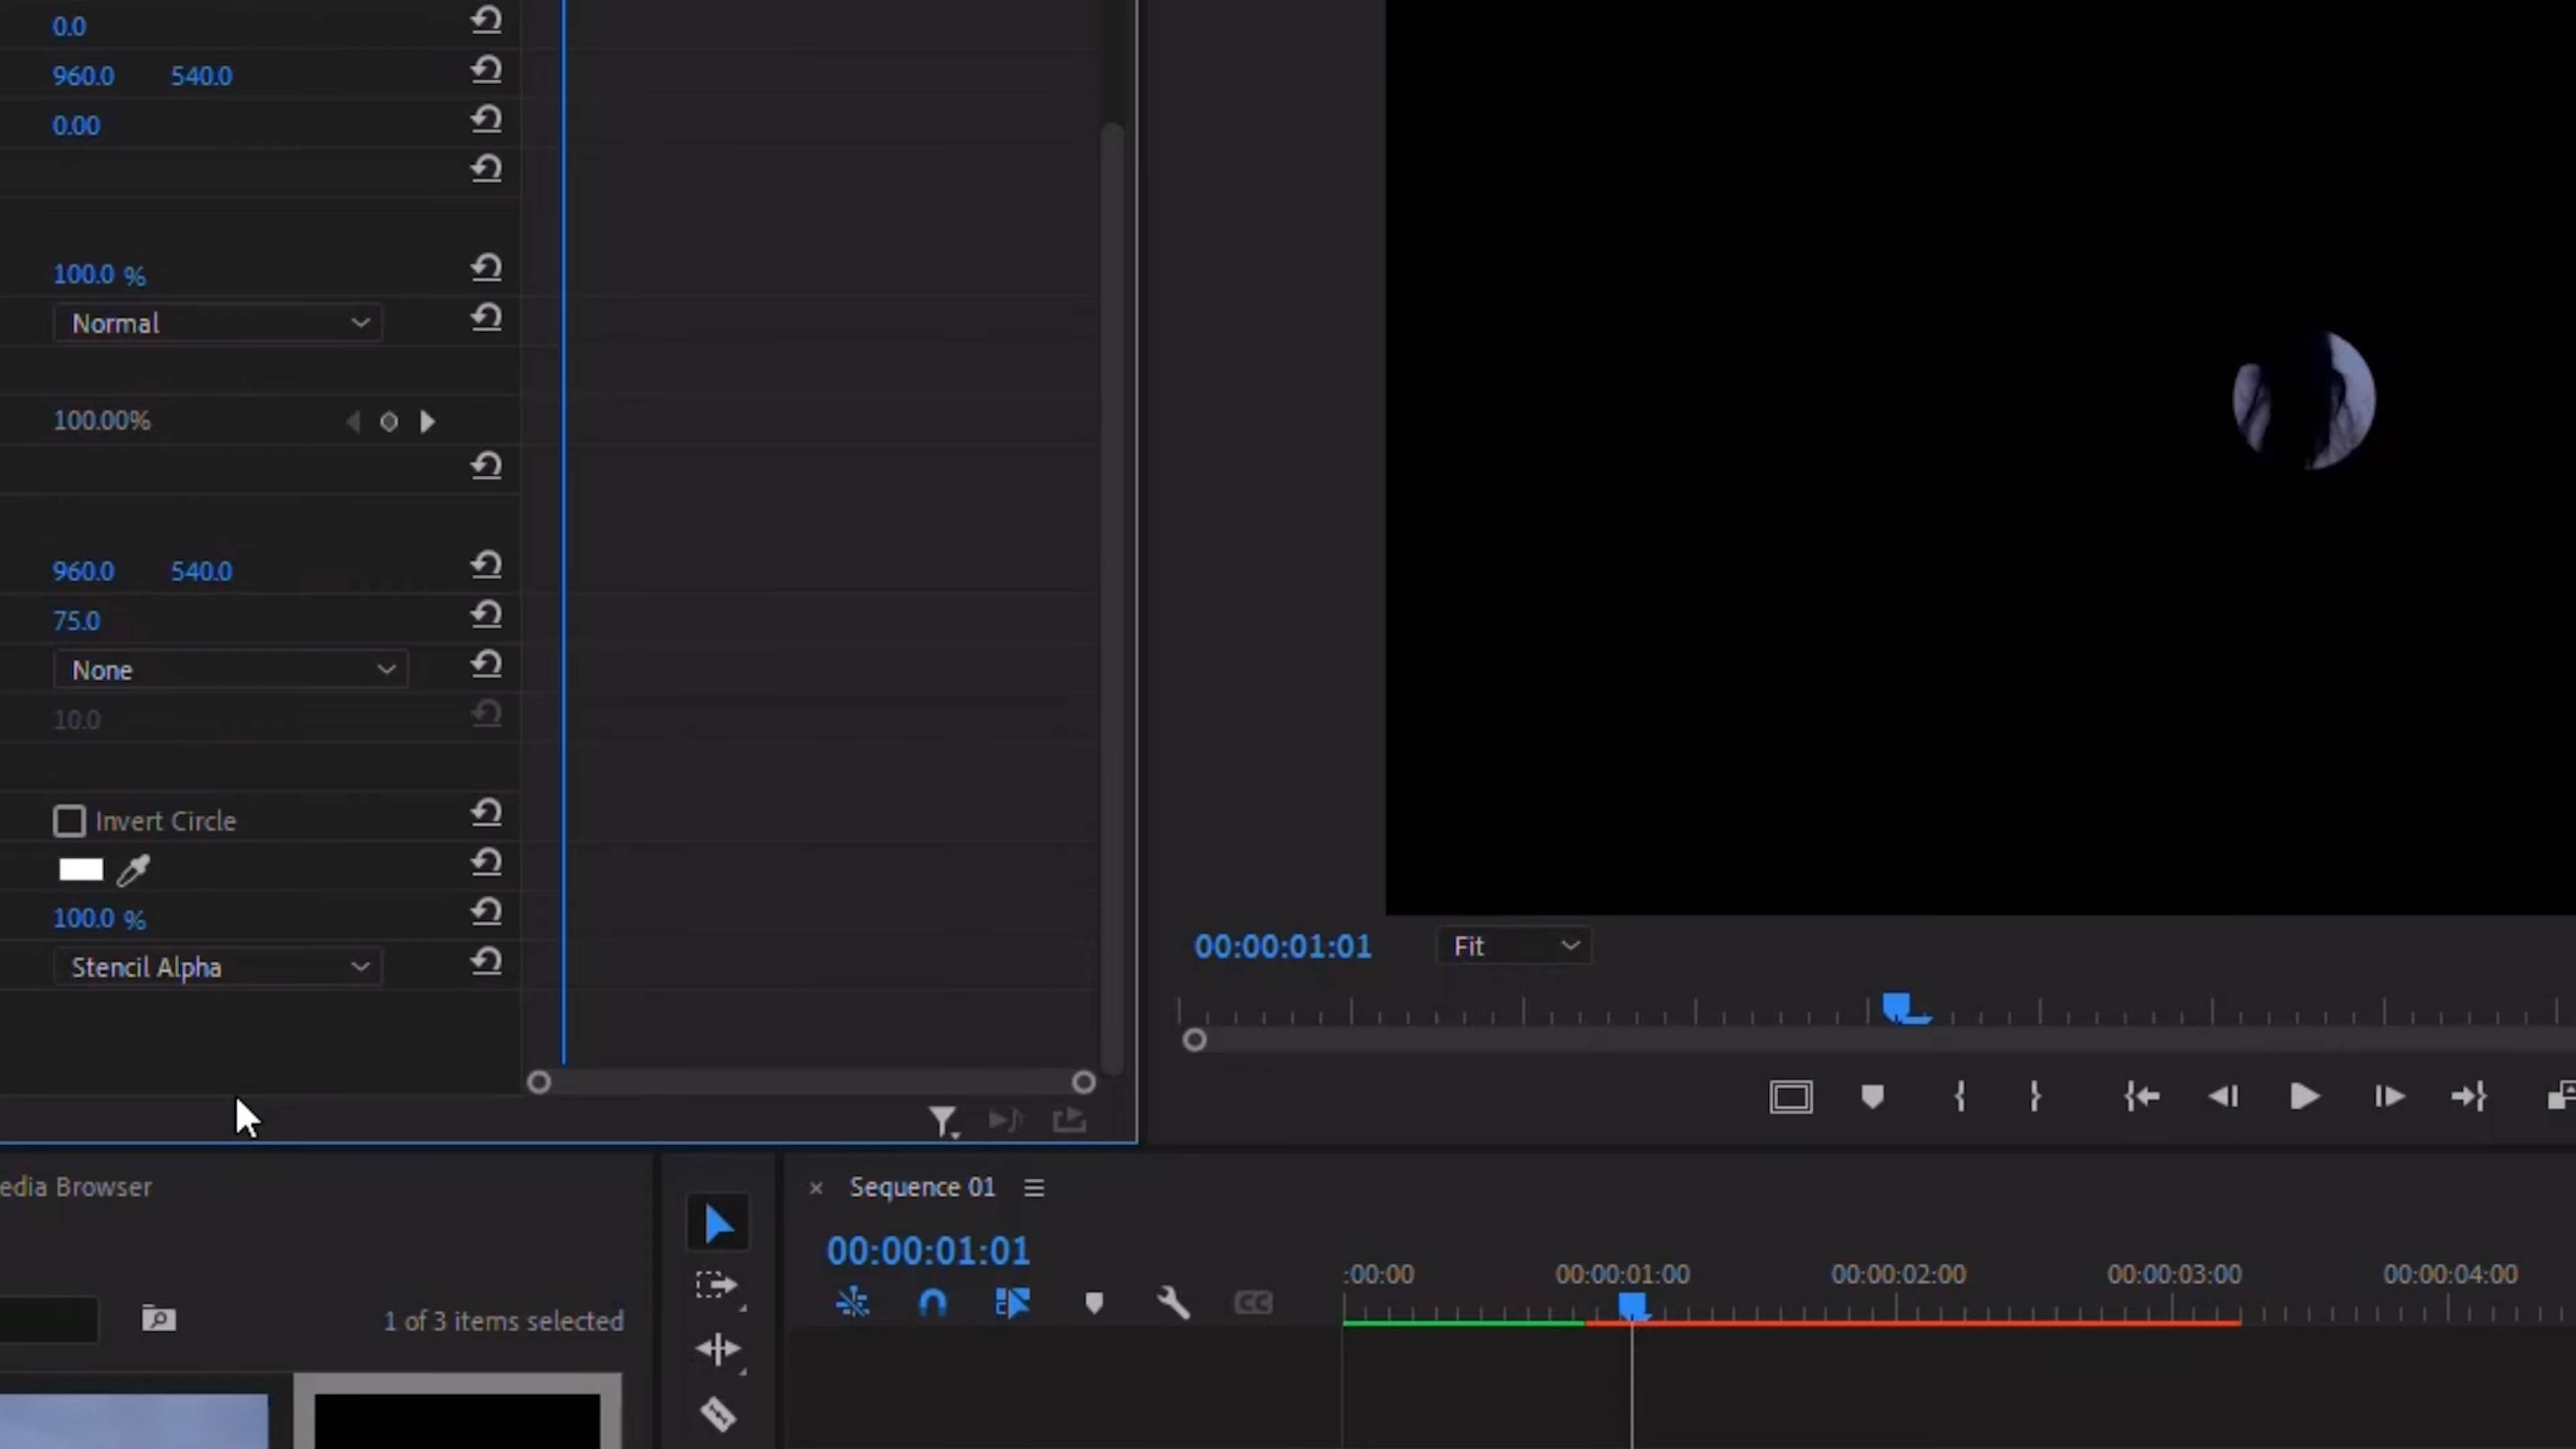 0.0
960.0 540.0
0.00
100.0 %
Normal
100.00%
960.0 540.0
75.0
None
10.0
Invert Circle
100.0 %
Stencil Alpha
00:00:01:01 Fit
edia Browser
1 of 3 items selected
× Sequence 01
00:00:01:01
:00:00 00:00:01:00 00:00:02:00 00:00:03:00 00:00:04:00
CC